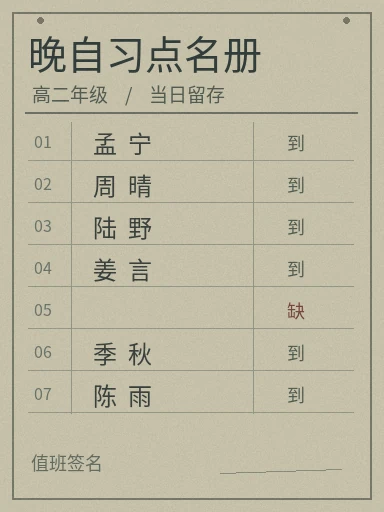 晚自习点名册
高二年级 / 当日留存
01 孟宁 到
02 周晴 到
03 陆野 到
04 姜言 到
05 缺
06 季秋 到
07 陈雨 到
值班签名